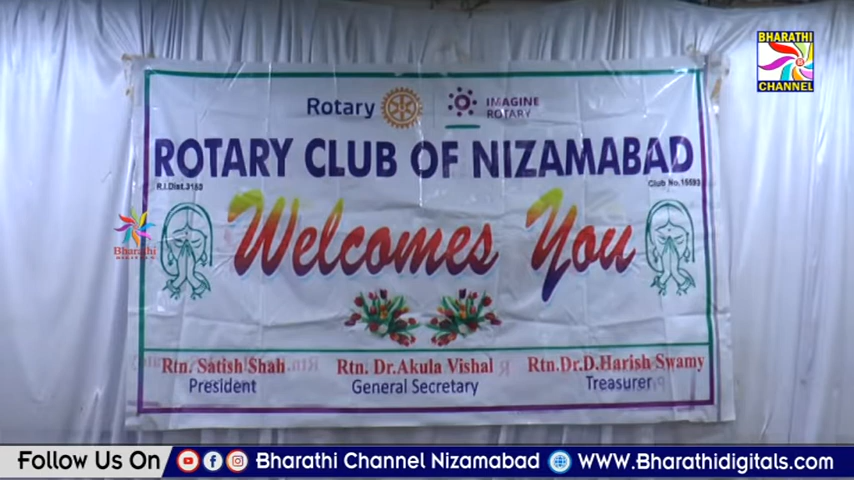 BHARATHI
CHANNEL
Rotary
IMAGINE
ROTARY
ROTARY CLUB OF NIZAMABAD
R.I.Dist.3150
Club No.15593
Welcomes You
Bharathi
Rtn. Satish Shah.
Rtn. Dr.Akula Vishal
Rtn.Dr.D.Harish Swamy
President
General Secretary
Treasurer
Follow Us On
Bharathi Channel Nizamabad
www.Bharathidigitals.com